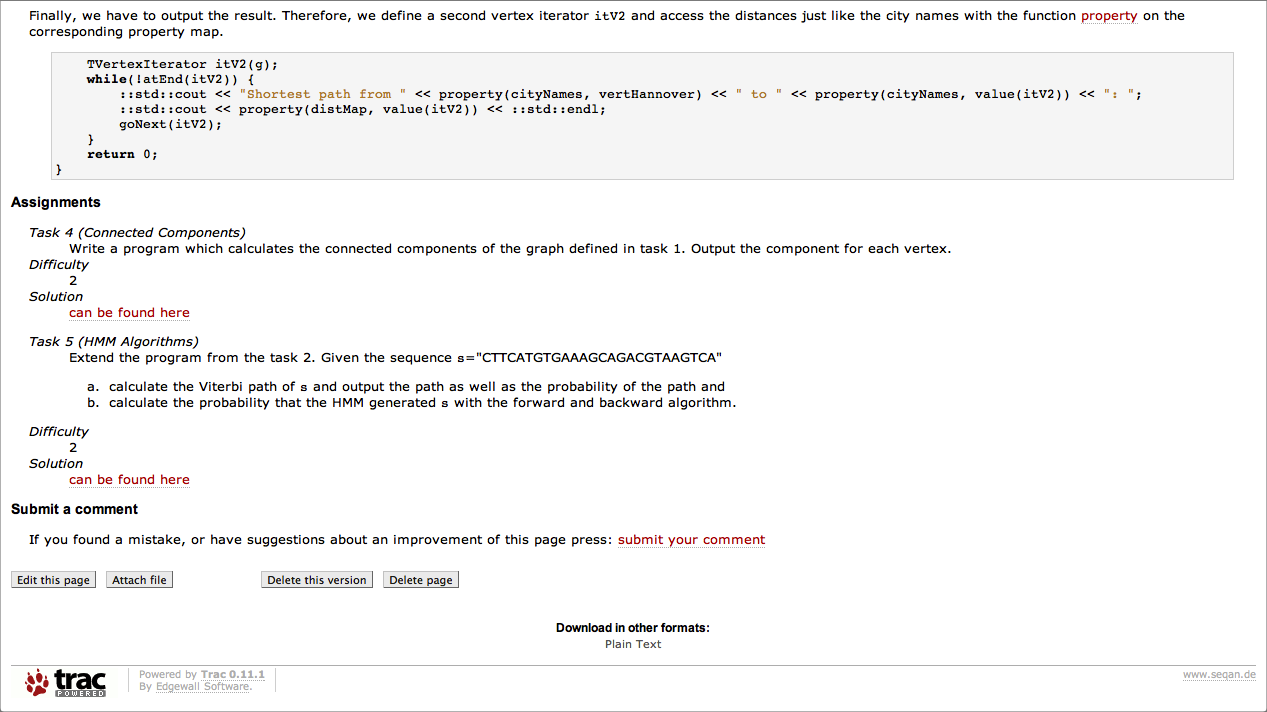 Finally, we have to output the result. Therefore, we define a second vertex iterator itV2 and access the distances just like the city names with the function property on the
corresponding property map.
TVertexIterator itV2(g);
while(!atEnd(itV2)) {
::std::cout << "Shortest path from " << property(cityNames, vertHannover) << " to " << property(cityNames, value(itV2)) << ": ";
::std::cout << property(distMap, value(itV2)) << ::std::endl;
goNext(itV2);
}
return 0;
}
Assignments
Task 4 (Connected Components)
Write a program which calculates the connected components of the graph defined in task 1. Output the component for each vertex.
Difficulty
2
Solution
can be found here
Task 5 (HMM Algorithms)
Extend the program from the task 2. Given the sequence s="CTTCATGTGAAAGCAGACGTAAGTCA"
a. calculate the Viterbi path of s and output the path as well as the probability of the path and
b. calculate the probability that the HMM generated s with the forward and backward algorithm.
Difficulty
2
Solution
can be found here
Submit a comment
If you found a mistake, or have suggestions about an improvement of this page press: submit your comment
Edit this page Attach file Delete this version Delete page
Download in other formats:
Plain Text
trac POWERED
Powered by Trac 0.11.1
By Edgewall Software.
www.seqan.de